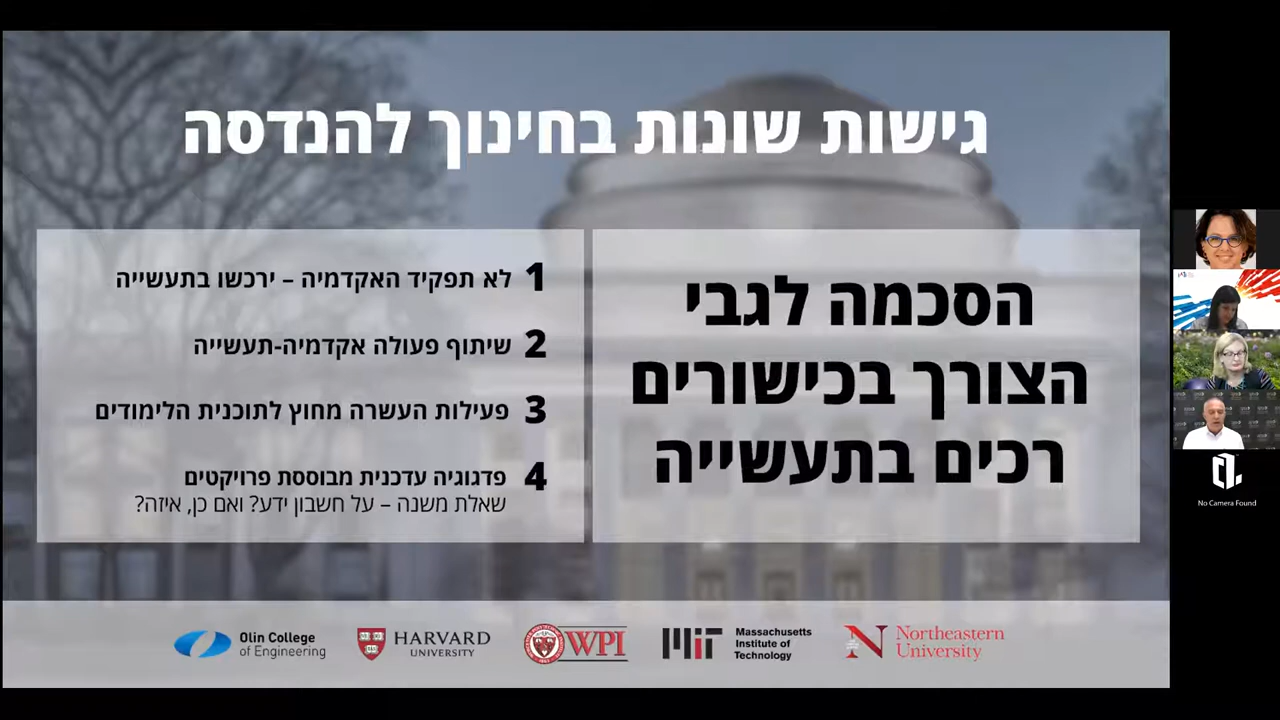 גישות שונות בחינוך להנדסה
הסכמה לגבי
הצורך בכישורים
רכים בתעשייה
1 לא תפקיד האקדמיה – ירכשו בתעשייה
2 שיתוף פעולה אקדמיה-תעשייה
3 פעילות העשרה מחוץ לתוכנית הלימודים
4 פדגוגיה עדכנית מבוססת פרויקטים
שאלת משנה – על חשבון ידע? ואם כן, איזה?
Olin College
of Engineering
HARVARD
UNIVERSITY
WPI
MIT
Massachusetts
Institute of
Technology
N
Northeastern
University
No Camera Found